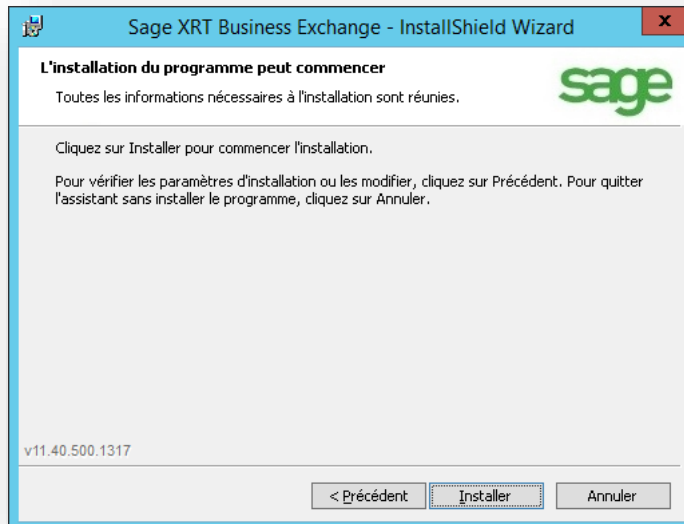 Sage XRT Business Exchange - InstallShield Wizard
x
L'installation du programme peut commencer
Toutes les informations nécessaires à l'installation sont réunies.
sage
Cliquez sur Installer pour commencer l'installation.
Pour vérifier les paramètres d'installation ou les modifier, cliquez sur Précédent. Pour quitter
l'assistant sans installer le programme, cliquez sur Annuler.
v11.40.500.1317
< Précédent
Installer
Annuler